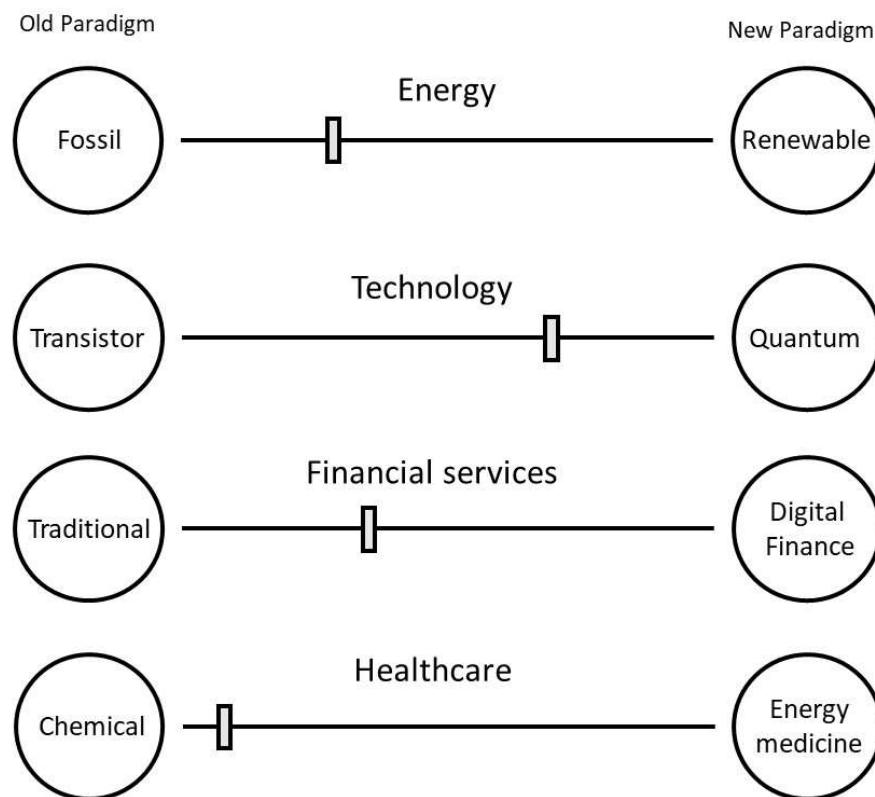 Old Paradigm
New Paradigm
Energy
Fossil
Renewable
Technology
Transistor
Quantum
Financial services
Traditional
Digital
Finance
Healthcare
Chemical
Energy
medicine